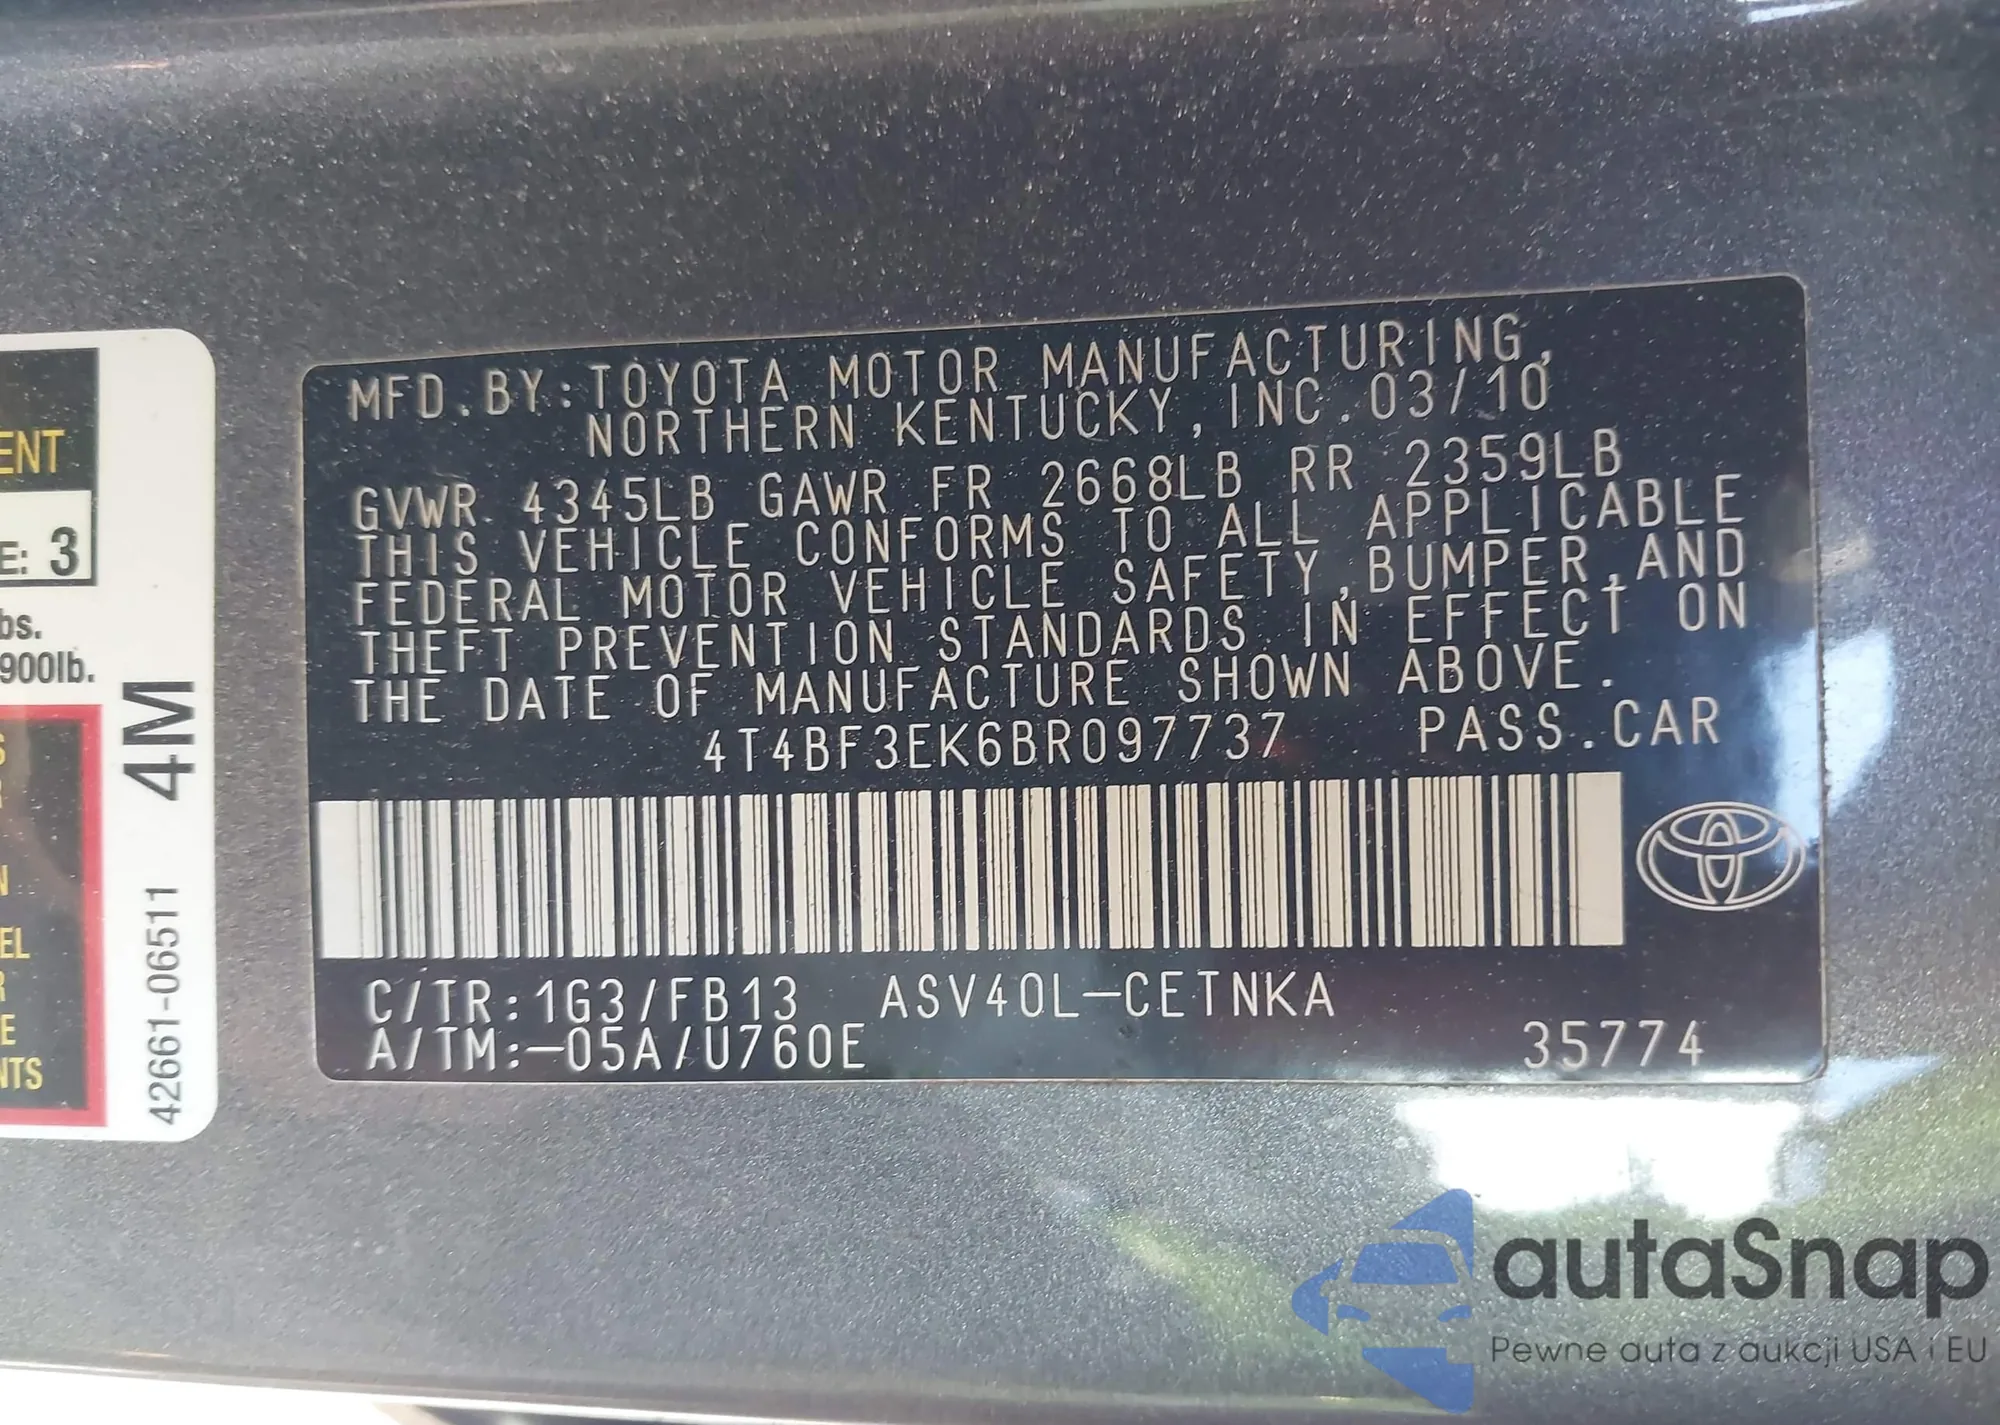 MFD.BY:TOYOTA MOTOR MANUFACTURING,
NORTHERN KENTUCKY,INC.03/10
GVWR 4345LB GAWR FR 2668LB RR 2359LB
THIS VEHICLE CONFORMS TO ALL APPLICABLE
FEDERAL MOTOR VEHICLE SAFETY,BUMPER,AND
THEFT PREVENTION STANDARDS IN EFFECT ON
THE DATE OF MANUFACTURE SHOWN ABOVE.
4T4BF3EK6BR097737 PASS.CAR
C/TR:1G3/FB13 ASV40L-CETNKA
A/TM:-05A/U760E 35774
ENT
E: 3
bs.
900lb.
EL
E
NTS
4M
42661-06511
autaSnap
Pewne auta z aukcji USA i EU